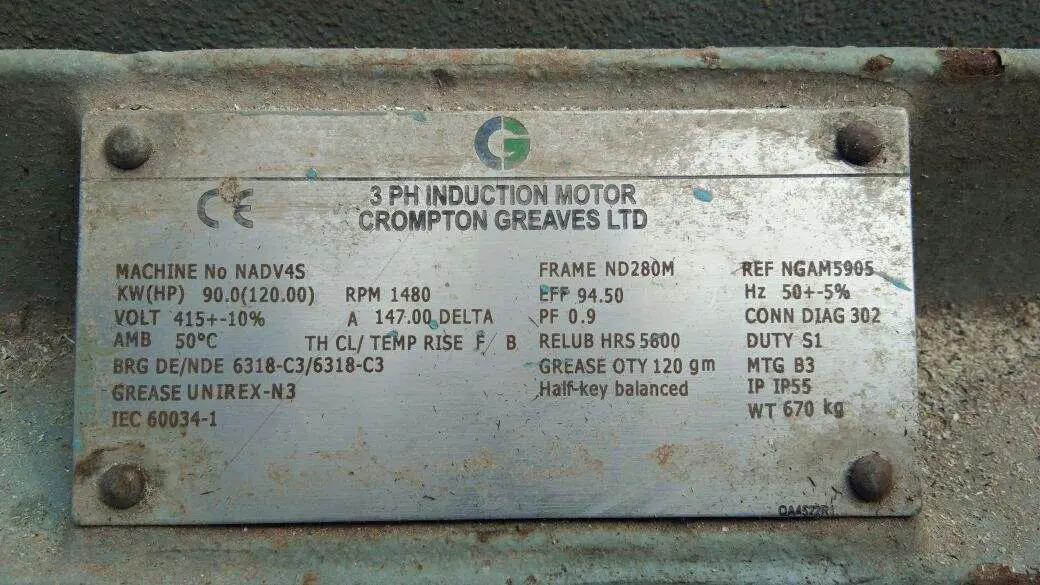 CG
CE
3 PH INDUCTION MOTOR
CROMPTON GREAVES LTD
MACHINE No NADV4S FRAME ND280M REF NGAM5905
KW(HP) 90.0(120.00) RPM 1480 EFF 94.50 Hz 50+-5%
VOLT 415+-10% A 147.00 DELTA PF 0.9 CONN DIAG 302
AMB 50°C TH CL/ TEMP RISE F / B RELUB HRS 5600 DUTY S1
BRG DE/NDE 6318-C3/6318-C3 GREASE QTY 120 gm MTG B3
GREASE UNIREX-N3 Half-key balanced IP IP55
IEC 60034-1 WT 670 kg